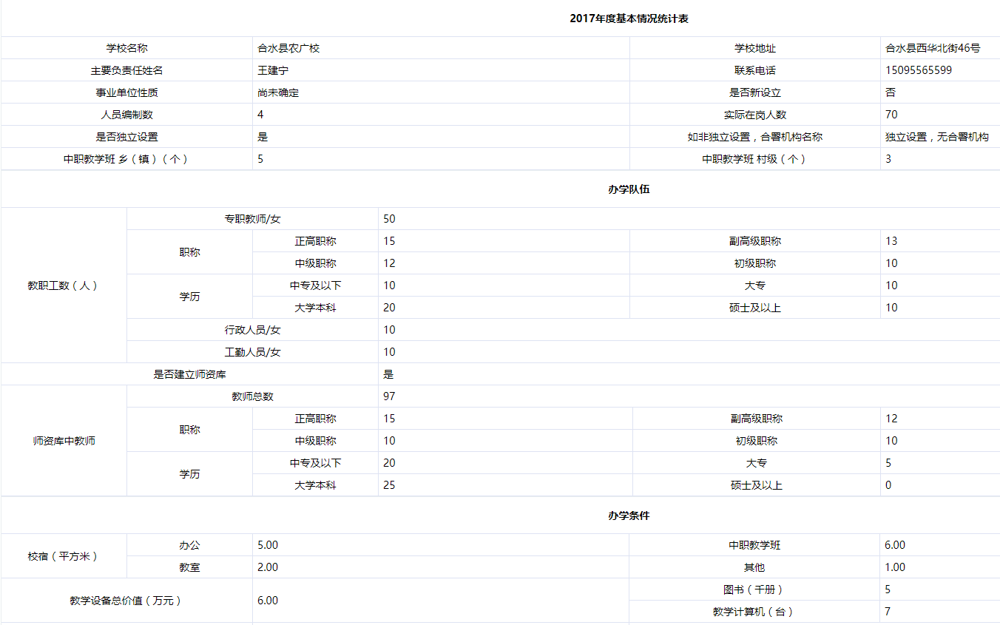 2017年度基本情况统计表
学校名称 合水县农广校 学校地址 合水县西华北街46号
主要负责任姓名 王建宁 联系电话 15095565599
事业单位性质 尚未确定 是否新设立 否
人员编制数 4 实际在岗人数 70
是否独立设置 是 如非独立设置，合署机构名称 独立设置，无合署机构
中职教学班 乡（镇）（个） 5 中职教学班 村级（个） 3
办学队伍
教职工数（人）
专职教师/女 50
职称
正高职称 15 副高级职称 13
中级职称 12 初级职称 10
学历
中专及以下 10 大专 10
大学本科 20 硕士及以上 10
行政人员/女 10
工勤人员/女 10
是否建立师资库 是
师资库中教师
教师总数 97
职称
正高职称 15 副高级职称 12
中级职称 10 初级职称 10
学历
中专及以下 20 大专 5
大学本科 25 硕士及以上 0
办学条件
校宿（平方米）
办公 5.00 中职教学班 6.00
教室 2.00 其他 1.00
教学设备总价值（万元） 6.00
图书（千册） 5
教学计算机（台） 7